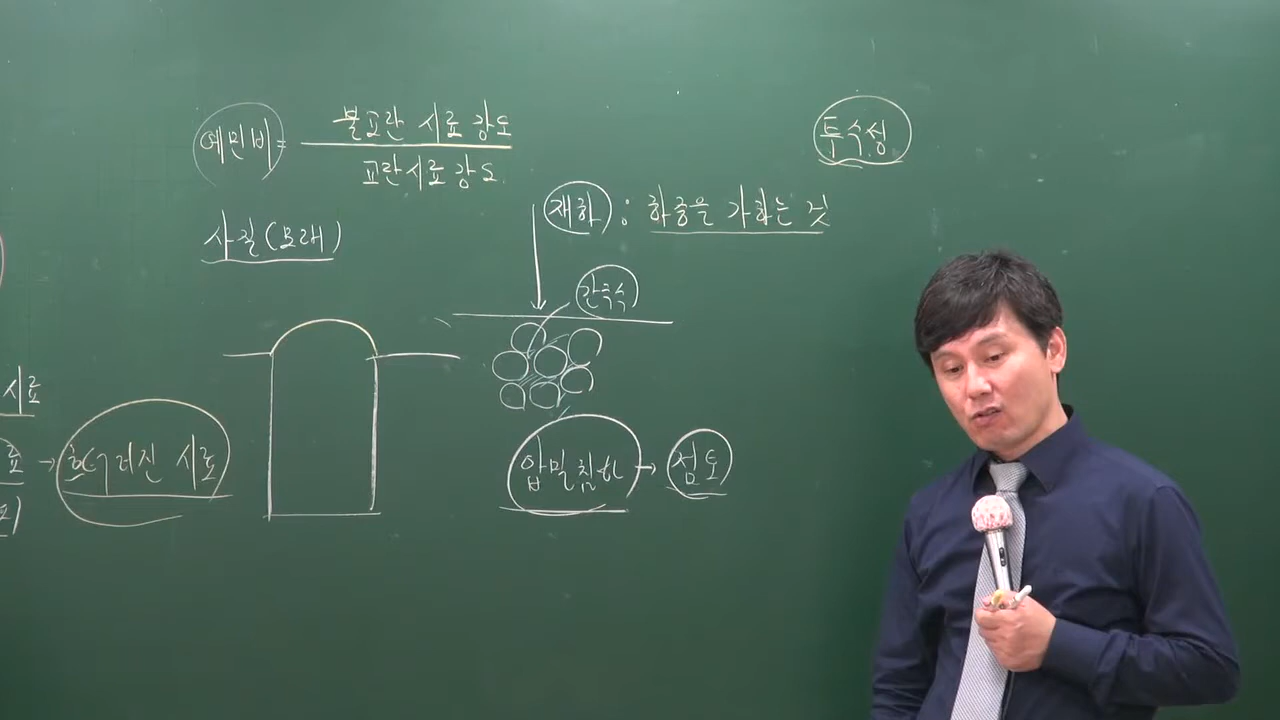 예민비 = 불교란 시료 강도
교란시료 강도
투수성
재하 : 하중을 가하는 것
사질(모래)
간극수
시료
료 → 흐트러진 시료
압밀침하 → 점토